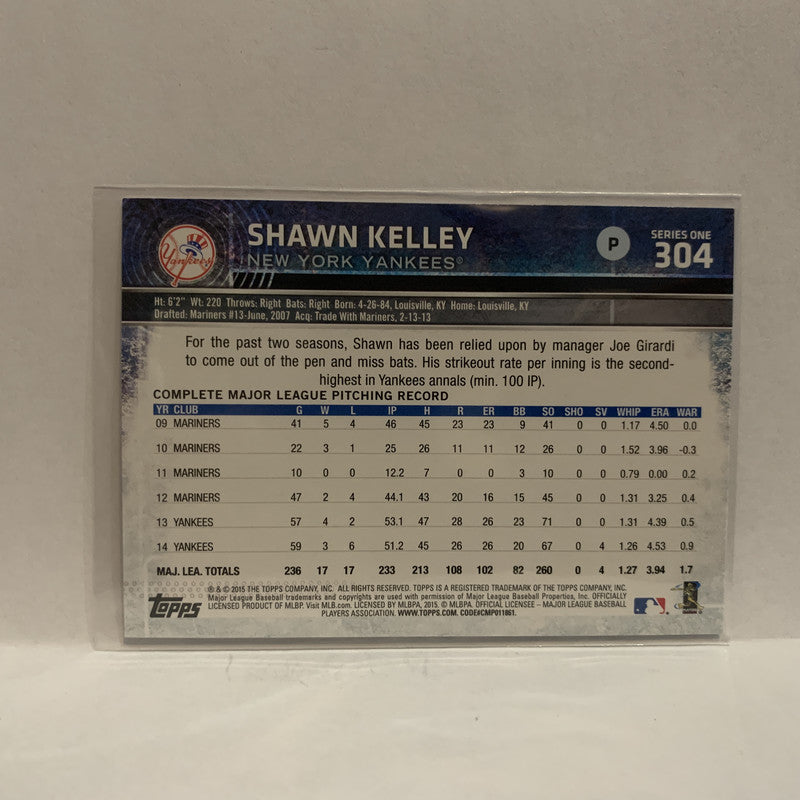 Yankees
SHAWN KELLEY
NEW YORK YANKEES®
P
SERIES ONE
304
Ht: 6'2" Wt: 220 Throws: Right Bats: Right Born: 4-26-84, Louisville, KY Home: Louisville, KY
Drafted: Mariners #13-June, 2007 Acq: Trade With Mariners, 2-13-13
For the past two seasons, Shawn has been relied upon by manager Joe Girardi
to come out of the pen and miss bats. His strikeout rate per inning is the second-
highest in Yankees annals (min. 100 IP).
COMPLETE MAJOR LEAGUE PITCHING RECORD
YR CLUB G W L IP H R ER BB SO SHO SV WHIP ERA WAR
09 MARINERS 41 5 4 46 45 23 23 9 41 0 0 1.17 4.50 0.0
10 MARINERS 22 3 1 25 26 11 11 12 26 0 0 1.52 3.96 -0.3
11 MARINERS 10 0 0 12.2 7 0 0 3 10 0 0 0.79 0.00 0.2
12 MARINERS 47 2 4 44.1 43 20 16 15 45 0 0 1.31 3.25 0.4
13 YANKEES 57 4 2 53.1 47 28 26 23 71 0 0 1.31 4.39 0.5
14 YANKEES 59 3 6 51.2 45 26 26 20 67 0 4 1.26 4.53 0.9
MAJ. LEA. TOTALS 236 17 17 233 213 108 102 82 260 0 4 1.27 3.94 1.7
® & © 2015 THE TOPPS COMPANY, INC. ALL RIGHTS RESERVED. TOPPS IS A REGISTERED TRADEMARK OF THE TOPPS COMPANY, INC.
Major League Baseball trademarks and copyrights are used with permission of Major League Baseball Properties, Inc. OFFICIALLY
LICENSED PRODUCT OF MLBP. Visit MLB.com. LICENSED BY MLBPA, 2015. © MLBPA. OFFICIAL LICENSEE – MAJOR LEAGUE BASEBALL
PLAYERS ASSOCIATION. WWW.TOPPS.COM. CODE#CMP011861.
Topps